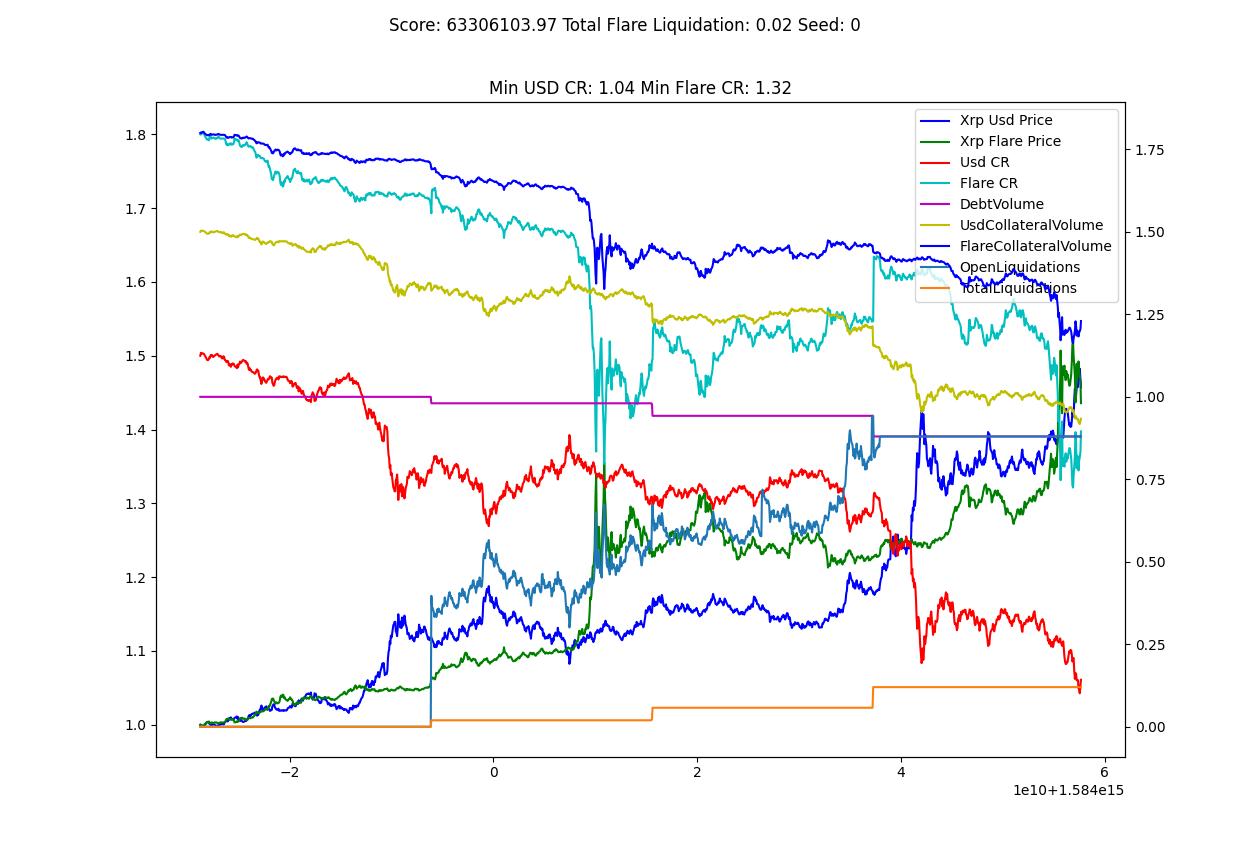 Score: 63306103.97 Total Flare Liquidation: 0.02 Seed: 0
Min USD CR: 1.04 Min Flare CR: 1.32
Xrp Usd Price
Xrp Flare Price
Usd CR
Flare CR
DebtVolume
UsdCollateralVolume
FlareCollateralVolume
OpenLiquidations
TotalLiquidations
1.8
1.7
1.6
1.5
1.4
1.3
1.2
1.1
1.0
1.75
1.50
1.25
1.00
0.75
0.50
0.25
0.00
−2
0
2
4
6
1e10+1.584e15